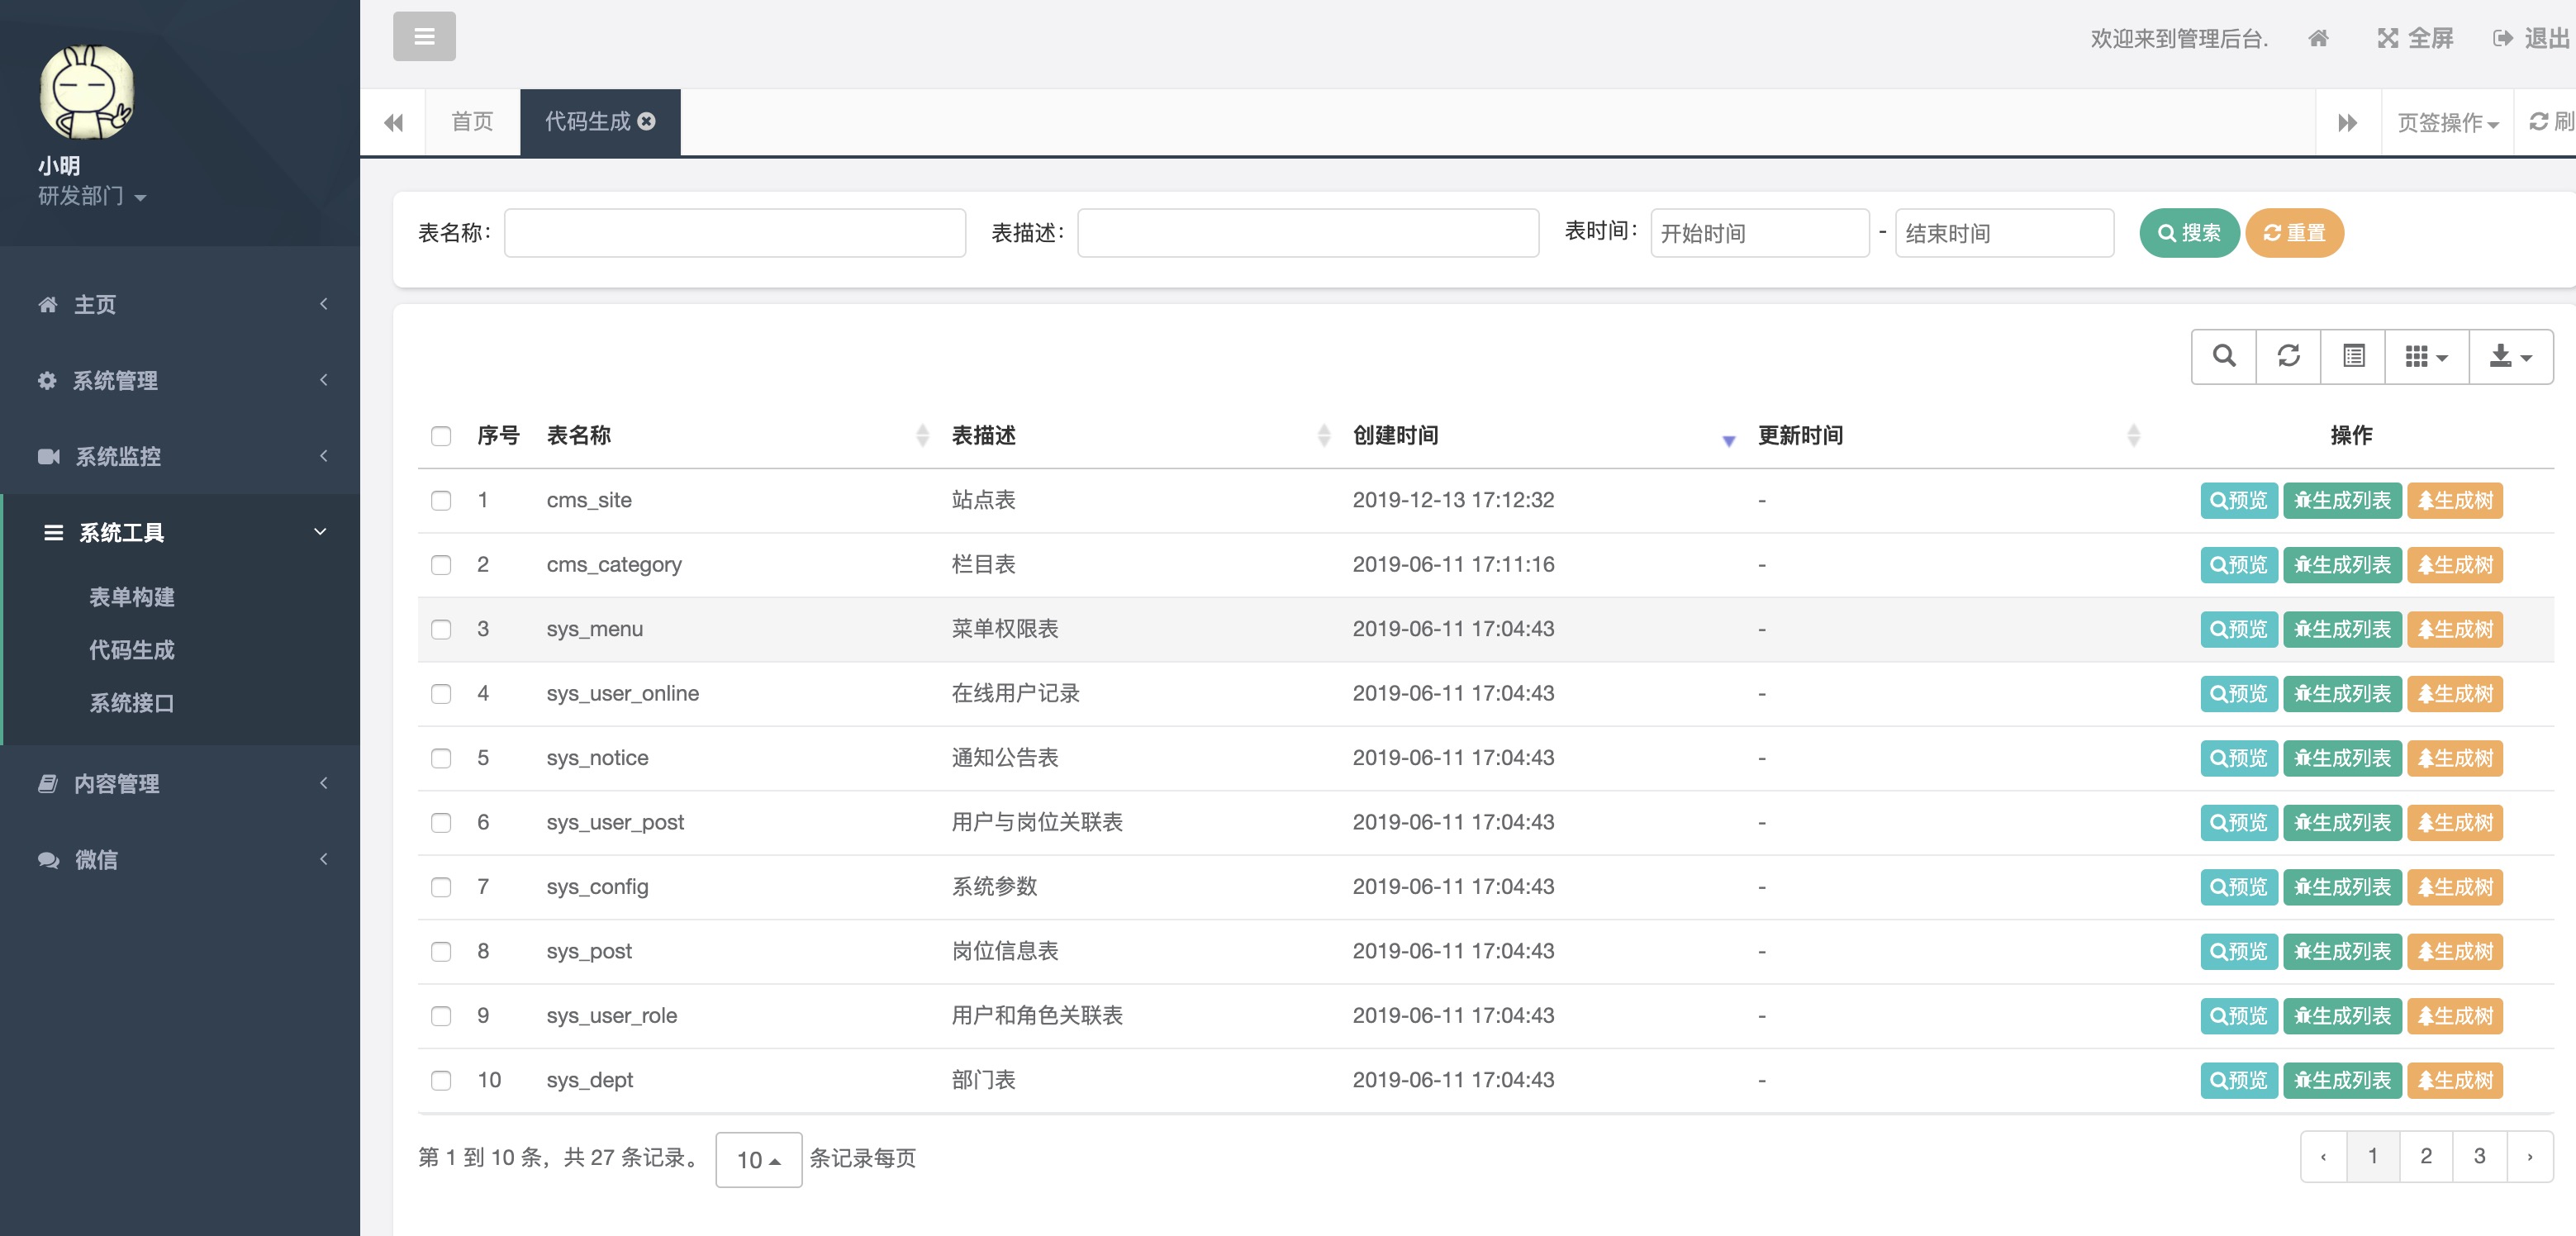 小明
研发部门
主页
系统管理
系统监控
系统工具
表单构建
代码生成
系统接口
内容管理
微信
欢迎来到管理后台. 全屏 退出
首页 代码生成 页签操作 刷
表名称： 表描述： 表时间： 开始时间 - 结束时间 搜索 重置
序号 表名称 表描述 创建时间 更新时间 操作
1 cms_site 站点表 2019-12-13 17:12:32 - 预览 生成列表 生成树
2 cms_category 栏目表 2019-06-11 17:11:16 - 预览 生成列表 生成树
3 sys_menu 菜单权限表 2019-06-11 17:04:43 - 预览 生成列表 生成树
4 sys_user_online 在线用户记录 2019-06-11 17:04:43 - 预览 生成列表 生成树
5 sys_notice 通知公告表 2019-06-11 17:04:43 - 预览 生成列表 生成树
6 sys_user_post 用户与岗位关联表 2019-06-11 17:04:43 - 预览 生成列表 生成树
7 sys_config 系统参数 2019-06-11 17:04:43 - 预览 生成列表 生成树
8 sys_post 岗位信息表 2019-06-11 17:04:43 - 预览 生成列表 生成树
9 sys_user_role 用户和角色关联表 2019-06-11 17:04:43 - 预览 生成列表 生成树
10 sys_dept 部门表 2019-06-11 17:04:43 - 预览 生成列表 生成树
第 1 到 10 条，共 27 条记录。 10 条记录每页 ‹ 1 2 3 ›